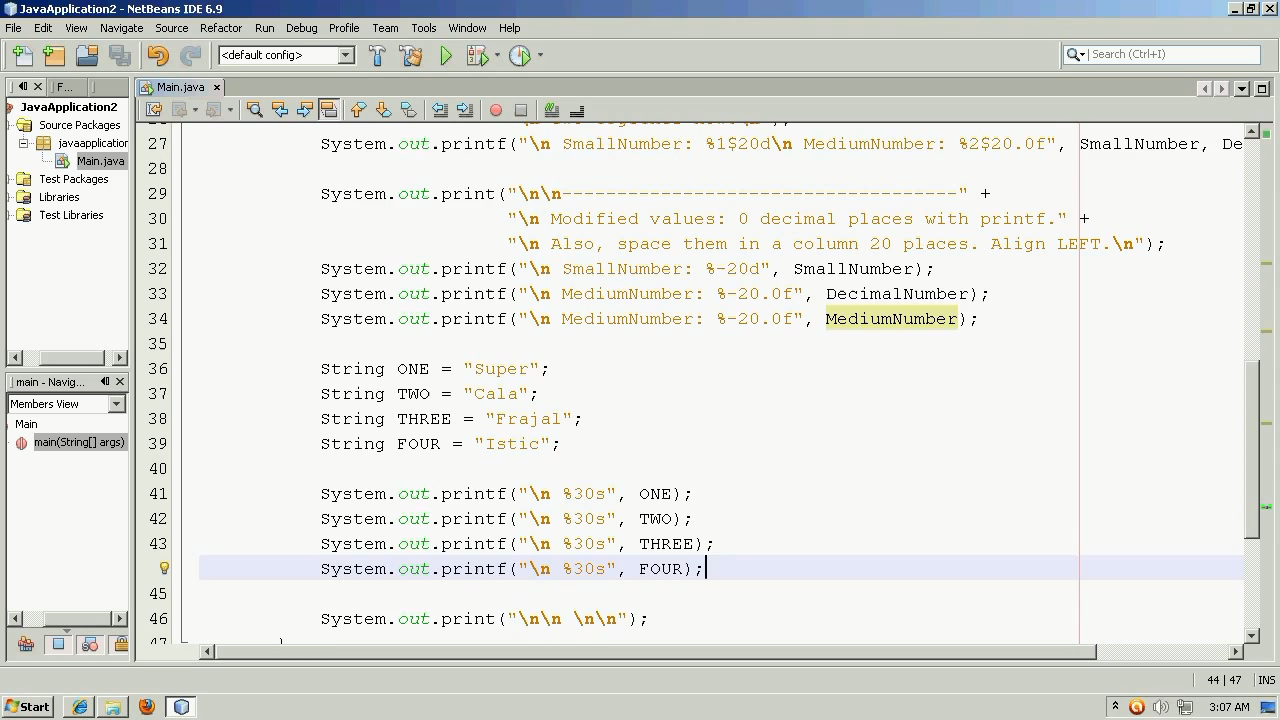 JavaApplication2 - NetBeans IDE 6.9
File Edit View Navigate Source Refactor Run Debug Profile Team Tools Window Help
<default config>
Search (Ctrl+I)
F...
Main.java
JavaApplication2
Source Packages
javaapplication
Main.java
Test Packages
Libraries
Test Libraries
main - Navig...
Members View
Main
main(String[] args)
27 System.out.printf("\n SmallNumber: %1$20d\n MediumNumber: %2$20.0f", SmallNumber, De
28
29 System.out.print("\n\n------------------------------------" +
30 "\n Modified values: 0 decimal places with printf." +
31 "\n Also, space them in a column 20 places. Align LEFT.\n");
32 System.out.printf("\n SmallNumber: %-20d", SmallNumber);
33 System.out.printf("\n MediumNumber: %-20.0f", DecimalNumber);
34 System.out.printf("\n MediumNumber: %-20.0f", MediumNumber);
35
36 String ONE = "Super";
37 String TWO = "Cala";
38 String THREE = "Frajal";
39 String FOUR = "Istic";
40
41 System.out.printf("\n %30s", ONE);
42 System.out.printf("\n %30s", TWO);
43 System.out.printf("\n %30s", THREE);
44 System.out.printf("\n %30s", FOUR);
45
46 System.out.print("\n\n \n\n");
47 }
44 | 47 INS
Start
3:07 AM